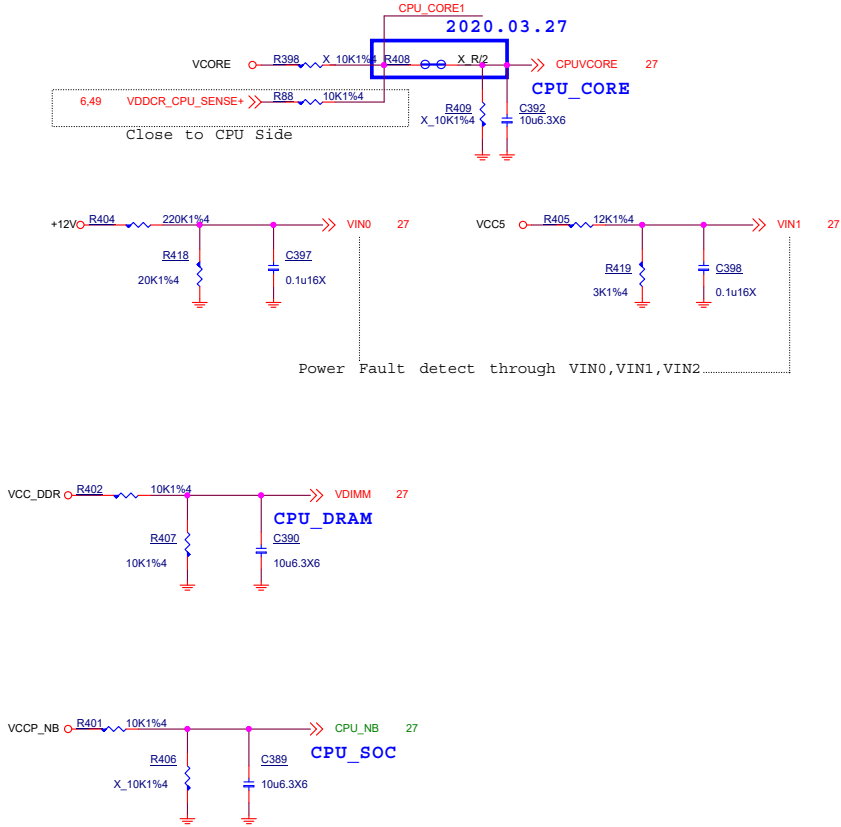 CPU_CORE1
2020.03.27
VCORE R398 X_10K1%4 R408 X_R/2 CPUVCORE 27
CPU_CORE
6,49 VDDCR_CPU_SENSE+ R88 10K1%4
R409 C392
X_10K1%4 10u6.3X6
Close to CPU Side
+12V R404 220K1%4 VIN0 27
VCC5 R405 12K1%4 VIN1 27
R418 C397
20K1%4 0.1u16X
R419 C398
3K1%4 0.1u16X
Power Fault detect through VIN0,VIN1,VIN2
VCC_DDR R402 10K1%4 VDIMM 27
CPU_DRAM
R407 C390
10K1%4 10u6.3X6
VCCP_NB R401 10K1%4 CPU_NB 27
CPU_SOC
R406 C389
X_10K1%4 10u6.3X6